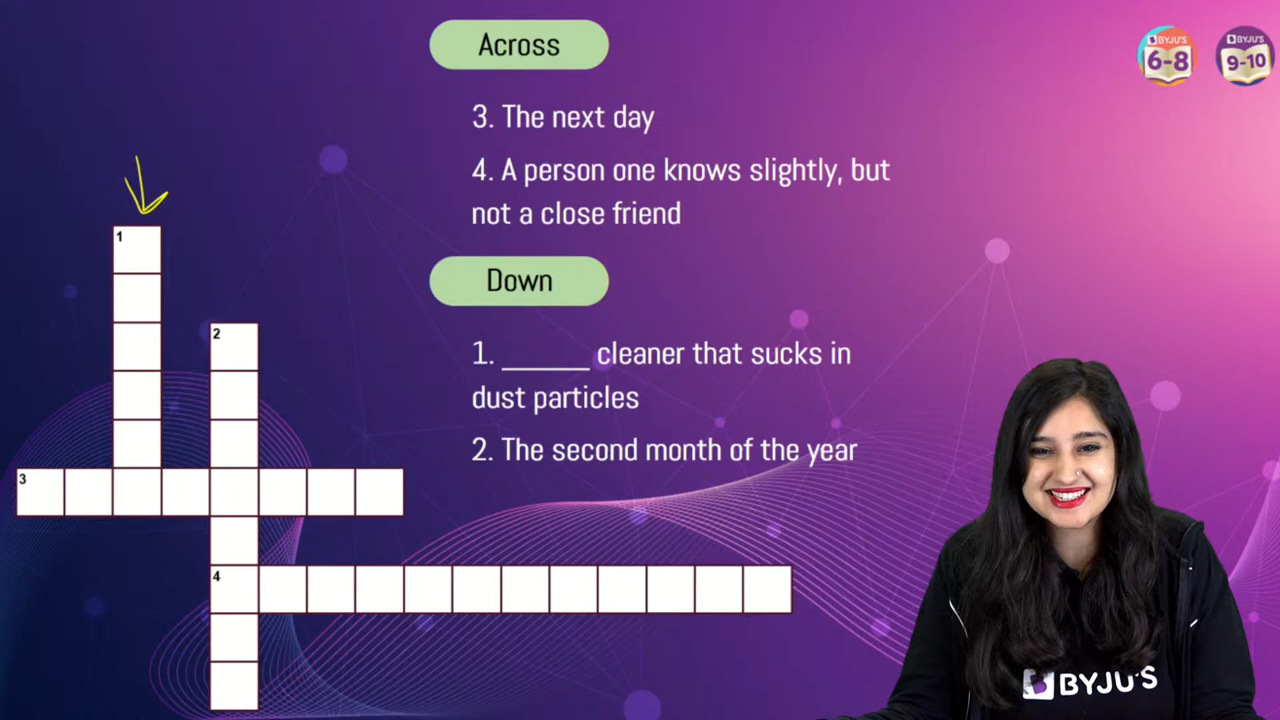 Across
BYJU'S
6-8
BYJU'S
9-10
3. The next day
4. A person one knows slightly, but
not a close friend
Down
1. ______ cleaner that sucks in
dust particles
2. The second month of the year
1
2
3
4
BYJU'S